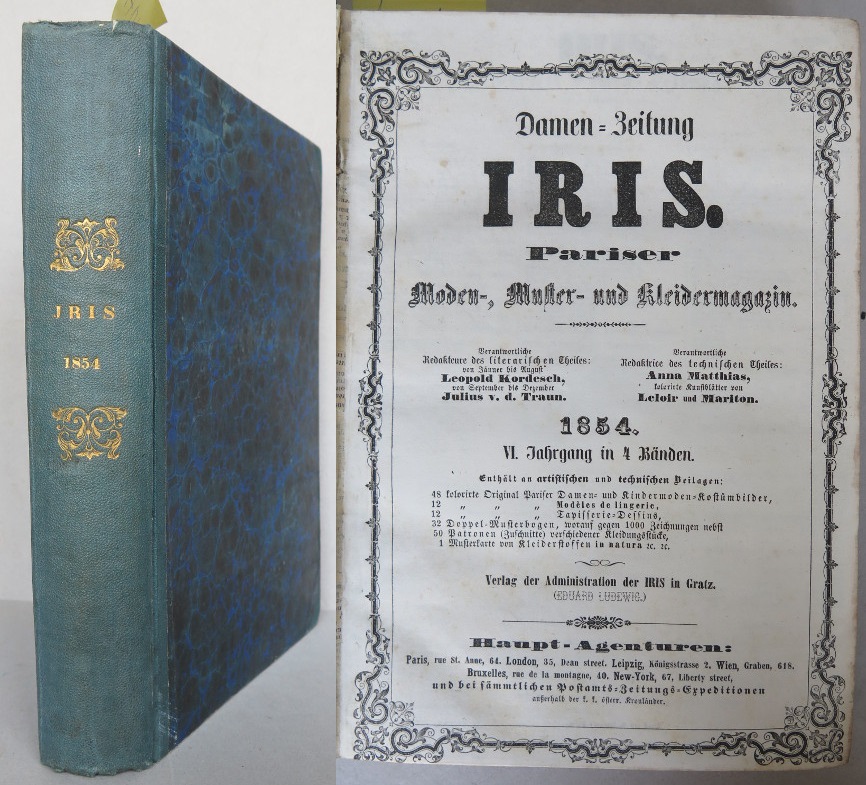 JRIS
1854
Damen-Zeitung
IRIS.
Pariser
Moden-, Muster- und Kleidermagazin.
Verantwortliche
Redakteure des literarischen Theiles:
von Jänner bis August
Leopold Kordesch,
von September bis Dezember
Julius v. d. Traun.
Verantwortliche
Redaktrice des technischen Theiles:
Anna Matthias,
kolorirte Kunstblätter von
Leloir und Mariton.
1854.
VI. Jahrgang in 4 Bänden.
Enthält an artistischen und technischen Beilagen:
48 kolorirte Original Pariser Damen- und Kindermoden-Kostümbilder,
12 „ „ „ Modèles de lingerie,
12 „ „ „ Tapisserie-Dessins,
32 Doppel-Musterbogen, worauf gegen 1000 Zeichnungen nebst
50 Patronen (Zuschnitte) verschiedener Kleidungsstücke,
1 Musterkarte von Kleiderstoffen in natura ꝛc. ꝛc.
Verlag der Administration der IRIS in Gratz.
(EDUARD LUDEWIG.)
Haupt-Agenturen:
Paris, rue St. Anne, 64. London, 35, Dean street. Leipzig, Königsstrasse 2. Wien, Graben, 618.
Bruxelles, rue de la montagne, 40. New-York, 67, Liberty street,
und bei sämmtlichen Postamts-Zeitungs-Expeditionen
außerhalb der k. k. österr. Kronländer.